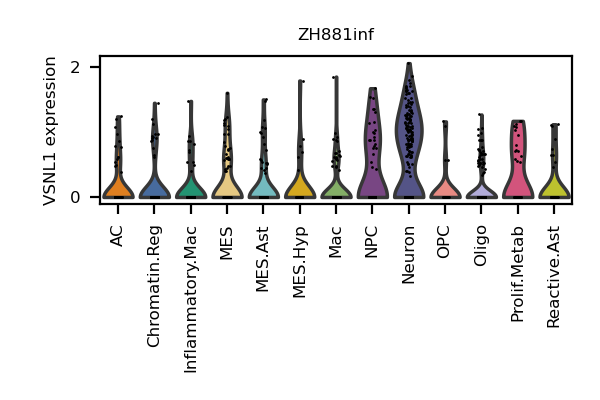 ZH881inf
VSNL1 expression
2
0
AC
Chromatin.Reg
Inflammatory.Mac
MES
MES.Ast
MES.Hyp
Mac
NPC
Neuron
OPC
Oligo
Prolif.Metab
Reactive.Ast